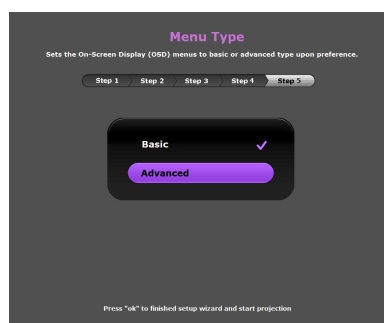 Menu Type
Sets the On-Screen Display (OSD) menus to basic or advanced type upon preference.
Step 1 Step 2 Step 3 Step 4 Step 5
Basic
Advanced
Press "ok" to finished setup wizard and start projection